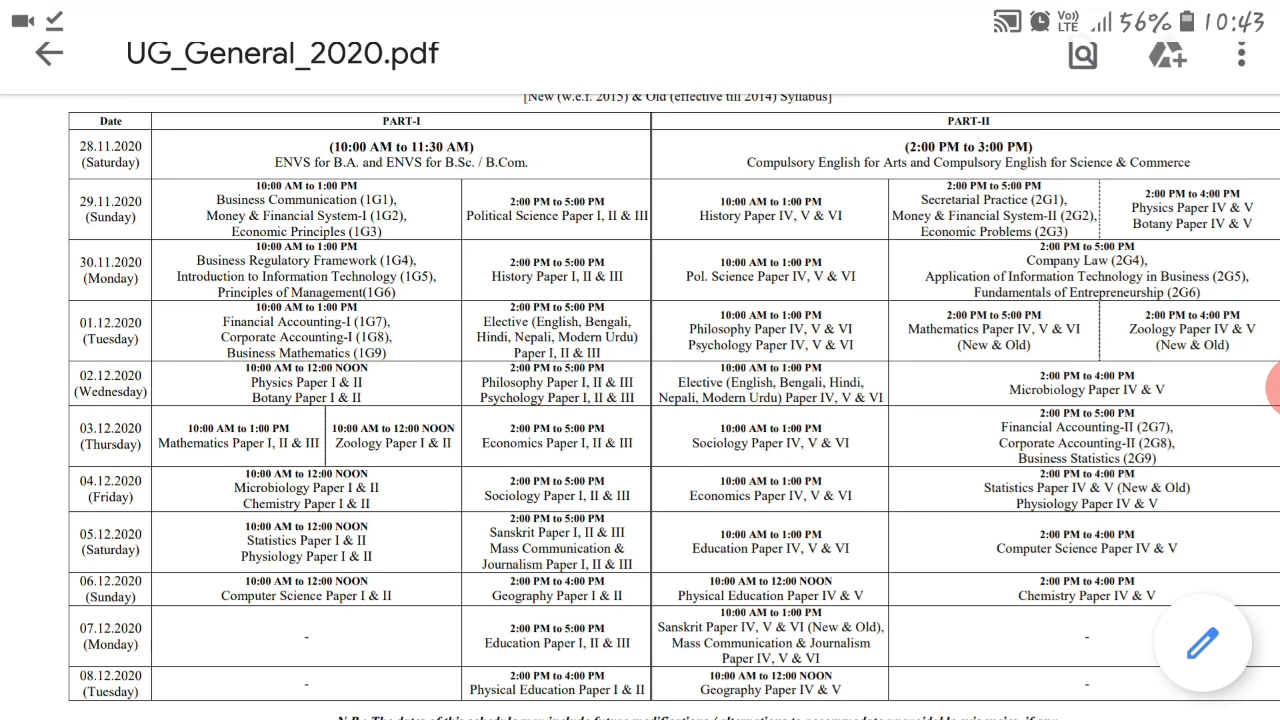 Vo))
LTE
56%
10:43
UG_General_2020.pdf
[New (w.e.f. 2015) & Old (effective till 2014) Syllabus]
Date
PART-I
PART-II
28.11.2020
(Saturday)
(10:00 AM to 11:30 AM)
ENVS for B.A. and ENVS for B.Sc. / B.Com.
(2:00 PM to 3:00 PM)
Compulsory English for Arts and Compulsory English for Science & Commerce
29.11.2020
(Sunday)
10:00 AM to 1:00 PM
Business Communication (1G1),
Money & Financial System-I (1G2),
Economic Principles (1G3)
2:00 PM to 5:00 PM
Political Science Paper I, II & III
10:00 AM to 1:00 PM
History Paper IV, V & VI
2:00 PM to 5:00 PM
Secretarial Practice (2G1),
Money & Financial System-II (2G2),
Economic Problems (2G3)
2:00 PM to 4:00 PM
Physics Paper IV & V
Botany Paper IV & V
30.11.2020
(Monday)
10:00 AM to 1:00 PM
Business Regulatory Framework (1G4),
Introduction to Information Technology (1G5),
Principles of Management(1G6)
2:00 PM to 5:00 PM
History Paper I, II & III
10:00 AM to 1:00 PM
Pol. Science Paper IV, V & VI
2:00 PM to 5:00 PM
Company Law (2G4),
Application of Information Technology in Business (2G5),
Fundamentals of Entrepreneurship (2G6)
01.12.2020
(Tuesday)
10:00 AM to 1:00 PM
Financial Accounting-I (1G7),
Corporate Accounting-I (1G8),
Business Mathematics (1G9)
2:00 PM to 5:00 PM
Elective (English, Bengali,
Hindi, Nepali, Modern Urdu)
Paper I, II & III
10:00 AM to 1:00 PM
Philosophy Paper IV, V & VI
Psychology Paper IV, V & VI
2:00 PM to 5:00 PM
Mathematics Paper IV, V & VI
(New & Old)
2:00 PM to 4:00 PM
Zoology Paper IV & V
(New & Old)
02.12.2020
(Wednesday)
10:00 AM to 12:00 NOON
Physics Paper I & II
Botany Paper I & II
2:00 PM to 5:00 PM
Philosophy Paper I, II & III
Psychology Paper I, II & III
10:00 AM to 1:00 PM
Elective (English, Bengali, Hindi,
Nepali, Modern Urdu) Paper IV, V & VI
2:00 PM to 4:00 PM
Microbiology Paper IV & V
03.12.2020
(Thursday)
10:00 AM to 1:00 PM
Mathematics Paper I, II & III
10:00 AM to 12:00 NOON
Zoology Paper I & II
2:00 PM to 5:00 PM
Economics Paper I, II & III
10:00 AM to 1:00 PM
Sociology Paper IV, V & VI
2:00 PM to 5:00 PM
Financial Accounting-II (2G7),
Corporate Accounting-II (2G8),
Business Statistics (2G9)
04.12.2020
(Friday)
10:00 AM to 12:00 NOON
Microbiology Paper I & II
Chemistry Paper I & II
2:00 PM to 5:00 PM
Sociology Paper I, II & III
10:00 AM to 1:00 PM
Economics Paper IV, V & VI
2:00 PM to 4:00 PM
Statistics Paper IV & V (New & Old)
Physiology Paper IV & V
05.12.2020
(Saturday)
10:00 AM to 12:00 NOON
Statistics Paper I & II
Physiology Paper I & II
2:00 PM to 5:00 PM
Sanskrit Paper I, II & III
Mass Communication &
Journalism Paper I, II & III
10:00 AM to 1:00 PM
Education Paper IV, V & VI
2:00 PM to 4:00 PM
Computer Science Paper IV & V
06.12.2020
(Sunday)
10:00 AM to 12:00 NOON
Computer Science Paper I & II
2:00 PM to 4:00 PM
Geography Paper I & II
10:00 AM to 12:00 NOON
Physical Education Paper IV & V
2:00 PM to 4:00 PM
Chemistry Paper IV & V
07.12.2020
(Monday)
-
2:00 PM to 5:00 PM
Education Paper I, II & III
10:00 AM to 1:00 PM
Sanskrit Paper IV, V & VI (New & Old),
Mass Communication & Journalism
Paper IV, V & VI
-
08.12.2020
(Tuesday)
-
2:00 PM to 4:00 PM
Physical Education Paper I & II
10:00 AM to 12:00 NOON
Geography Paper IV & V
-
N.B.: The dates of this schedule may include future modifications / alternations to accommodate unavoidable exigencies, if any.